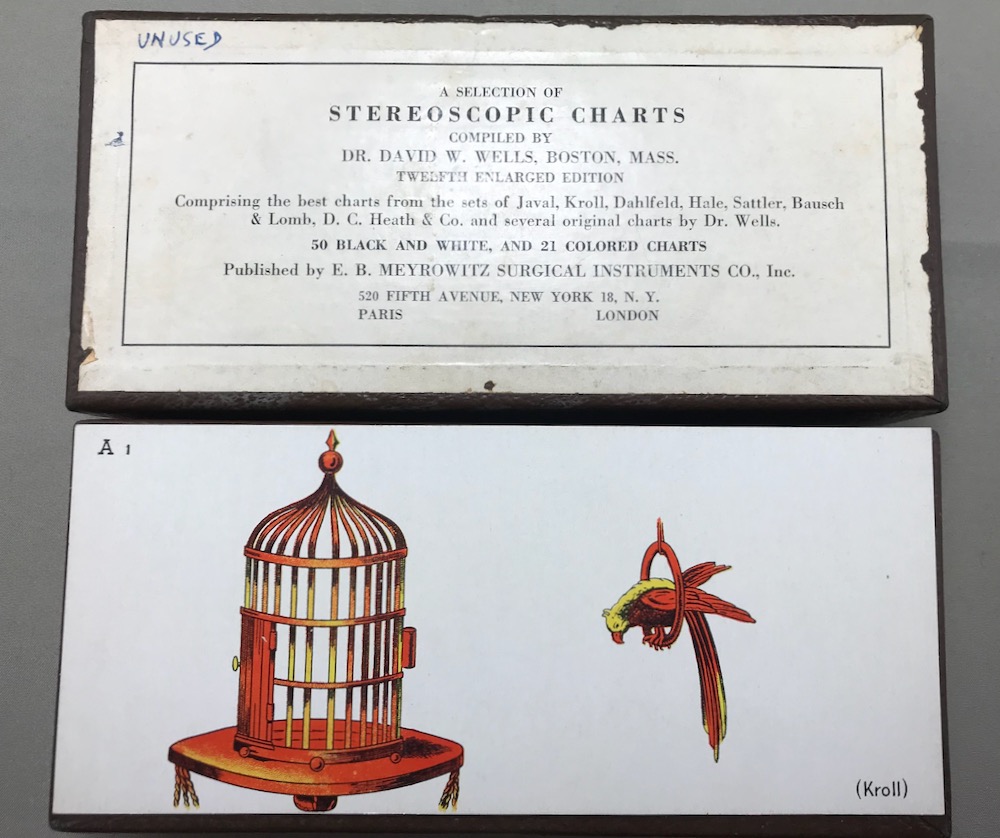 UNUSED
A SELECTION OF
STEREOSCOPIC CHARTS
COMPILED BY
DR. DAVID W. WELLS, BOSTON, MASS.
TWELFTH ENLARGED EDITION
Comprising the best charts from the sets of Javal, Kroll, Dahlfeld, Hale, Sattler, Bausch
& Lomb, D. C. Heath & Co. and several original charts by Dr. Wells.
50 BLACK AND WHITE, AND 21 COLORED CHARTS
Published by E. B. MEYROWITZ SURGICAL INSTRUMENTS CO., Inc.
520 FIFTH AVENUE, NEW YORK 18, N. Y.
PARIS LONDON
A 1
(Kroll)